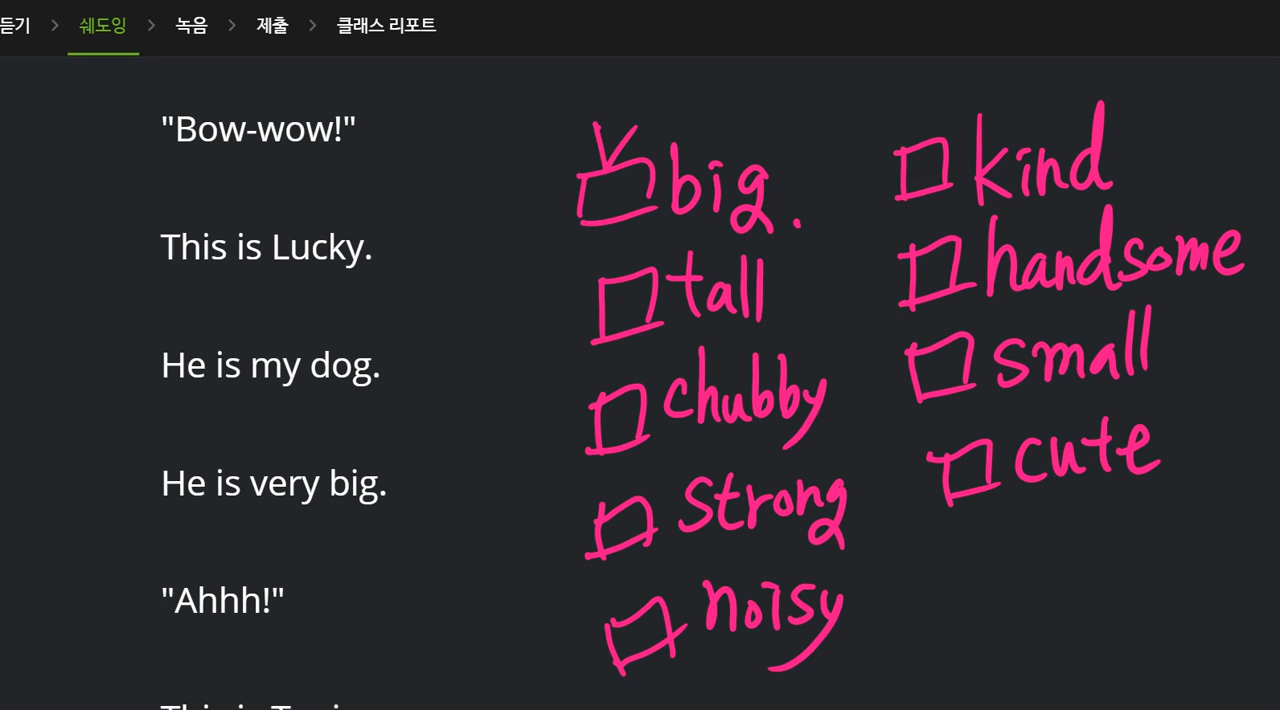 듣기 > 쉐도잉 > 녹음 > 제출 > 클래스 리포트
"Bow-wow!"
This is Lucky.
He is my dog.
He is very big.
"Ahhh!"
This is
big.
tall
chubby
strong
noisy
kind
handsome
small
cute